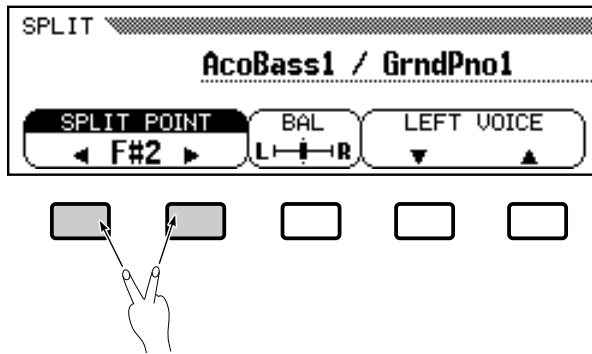 SPLIT
AcoBass1 / GrndPno1
SPLIT POINT BAL LEFT VOICE
◄ F#2 ► L R ▼ ▲